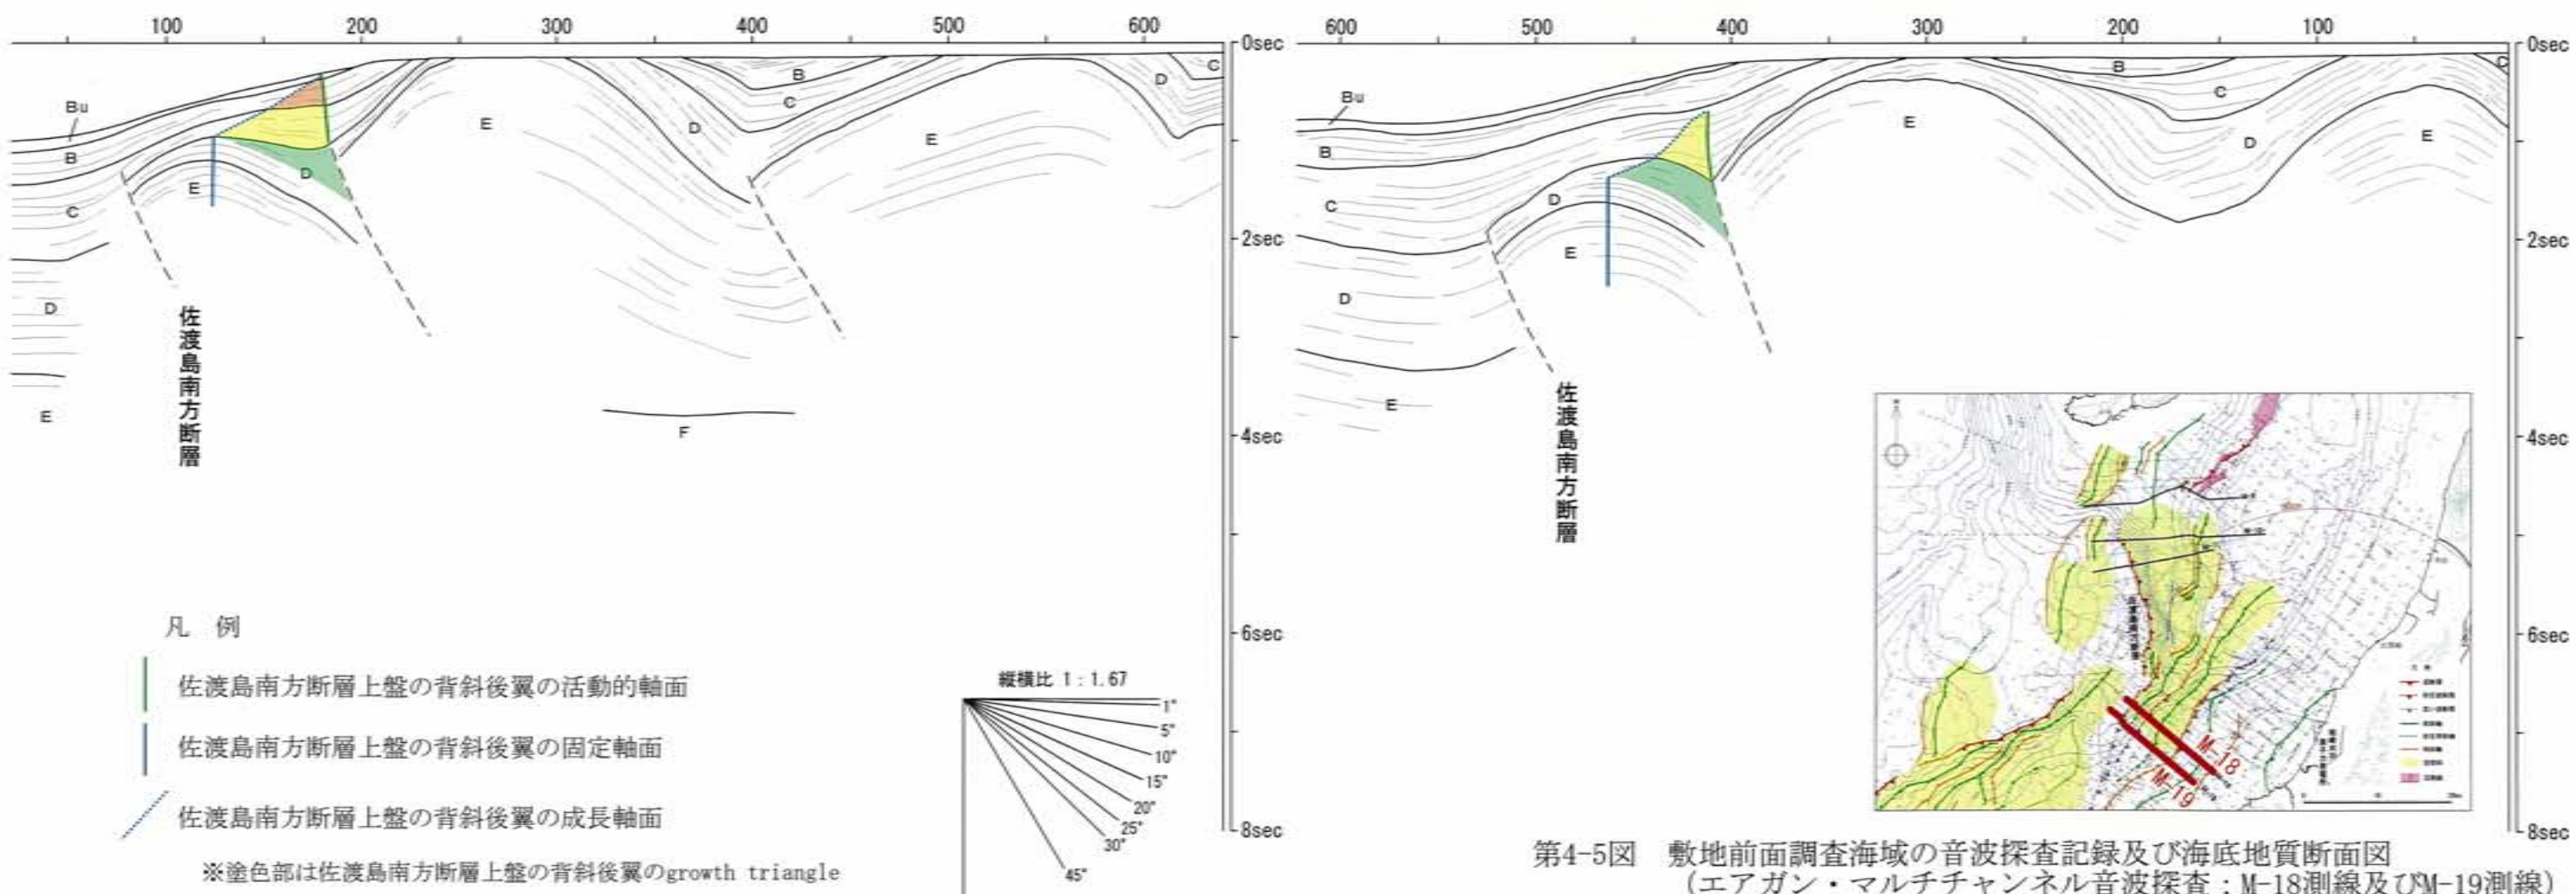 100 200 300 400 500 600
0sec
2sec
4sec
6sec
8sec
Bu
B
C
D
E
E
D
E
D
B
C
E
D
C
F
佐渡島南方断層
600 500 400 300 200 100
0sec
2sec
4sec
6sec
8sec
Bu
B
C
D
E
D
E
E
B
C
D
E
C
佐渡島南方断層
凡 例
佐渡島南方断層上盤の背斜後翼の活動的軸面
佐渡島南方断層上盤の背斜後翼の固定軸面
佐渡島南方断層上盤の背斜後翼の成長軸面
※塗色部は佐渡島南方断層上盤の背斜後翼のgrowth triangle
縦横比 1:1.67
1°
5°
10°
15°
20°
25°
30°
45°
M-18
M-19
第4-5図 敷地前面調査海域の音波探査記録及び海底地質断面図
(エアガン・マルチチャンネル音波探査:M-18測線及びM-19測線)